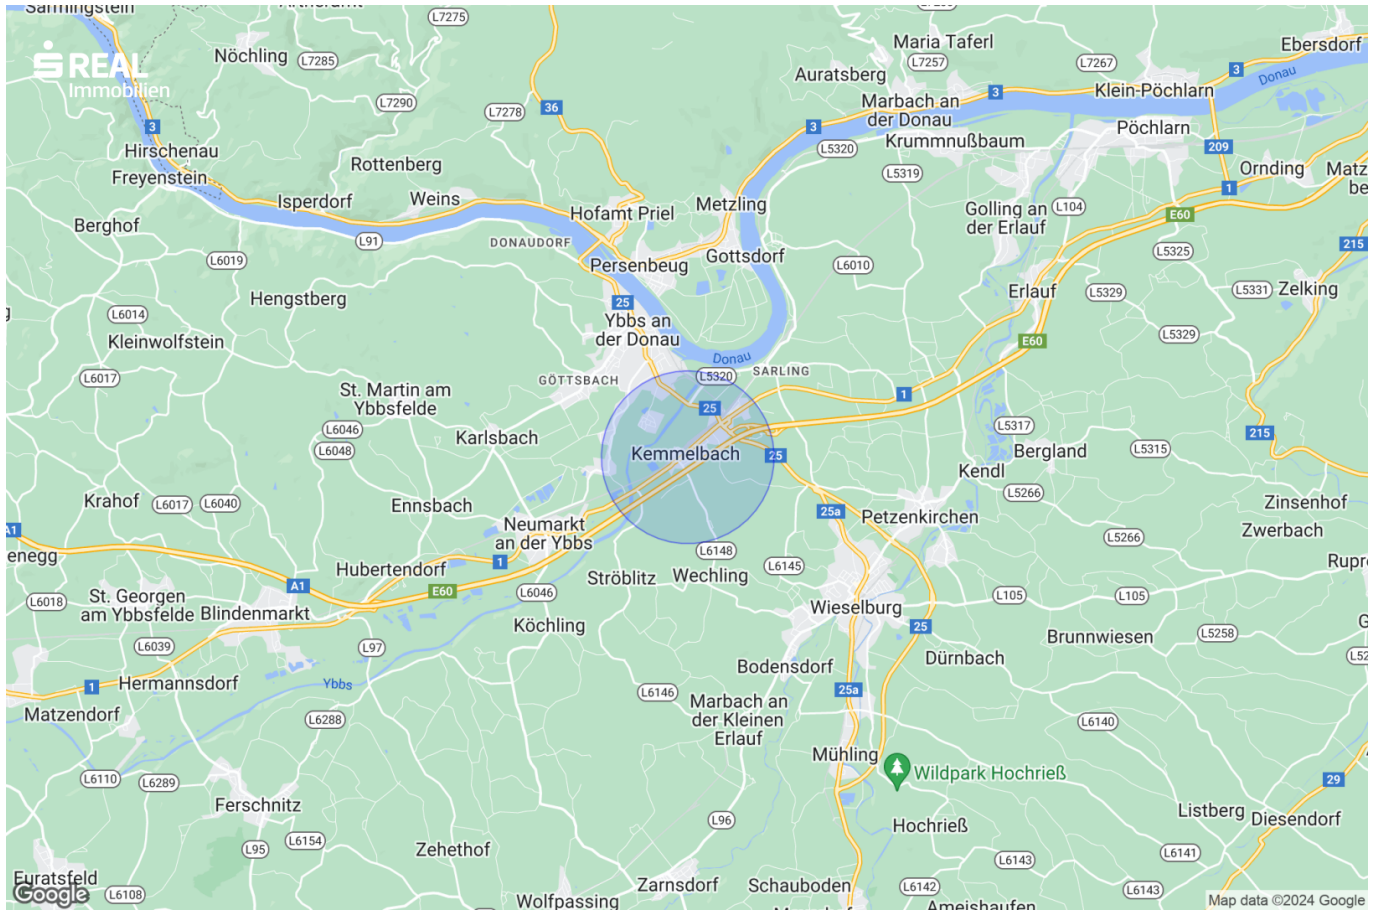 Sarmingstein
L7275
Nöchling
L7285
REAL
Immobilien
L7290
L7278
36
Maria Taferl
L7257
Auratsberg
L7267
Ebersdorf
3
Donau
Klein-Pöchlarn
3
Marbach an
der Donau
3
Pöchlarn
Krummnußbaum
L5320
209
3
Hirschenau
Freyenstein
Rottenberg
L5319
Ornding
Isperdorf
Weins
1
Metzling
Hofamt Priel
Golling an
der Erlauf
L104
E60
Berghof
L91
DONAUDORF
Gottsdorf
L5325
215
L6019
Persenbeug
L6010
Hengstberg
25
Erlauf
L5329
L5331
Zelking
L6014
Ybbs an
der Donau
L5329
Kleinwolfstein
E60
Donau
L6017
GÖTTSBACH
L5320
SARLING
St. Martin am
Ybbsfelde
1
25
L6046
L6048
Karlsbach
Kemmelbach
25
L5317
215
Bergland
L5315
Kendl
L5266
Krahof
L6017
L6040
Ennsbach
25a
Petzenkirchen
Zinsenhof
Zwerbach
A1
enegg
Neumarkt
an der Ybbs
L5266
L6148
1
Hubertendorf
Ströblitz
Wechling
L6145
A1
E60
L6046
L6018
St. Georgen
am Ybbsfelde
Blindenmarkt
Wieselburg
L105
L105
Köchling
25
Brunnwiesen
L5258
L6039
L97
Dürnbach
Bodensdorf
Ybbs
Hermannsdorf
1
L6146
25a
Marbach an
der Kleinen
Erlauf
Matzendorf
L6288
L6140
Mühling
Wildpark Hochrieß
L6110
L6289
29
Ferschnitz
Listberg
Diesendorf
L96
Hochrieß
L6154
L95
Zehethof
L6143
L6141
Euratsfeld
L6108
Google
Zarnsdorf
Schauboden
L6142
L6143
Wolfpassing
Ameishaufen
Map data ©2024 Google